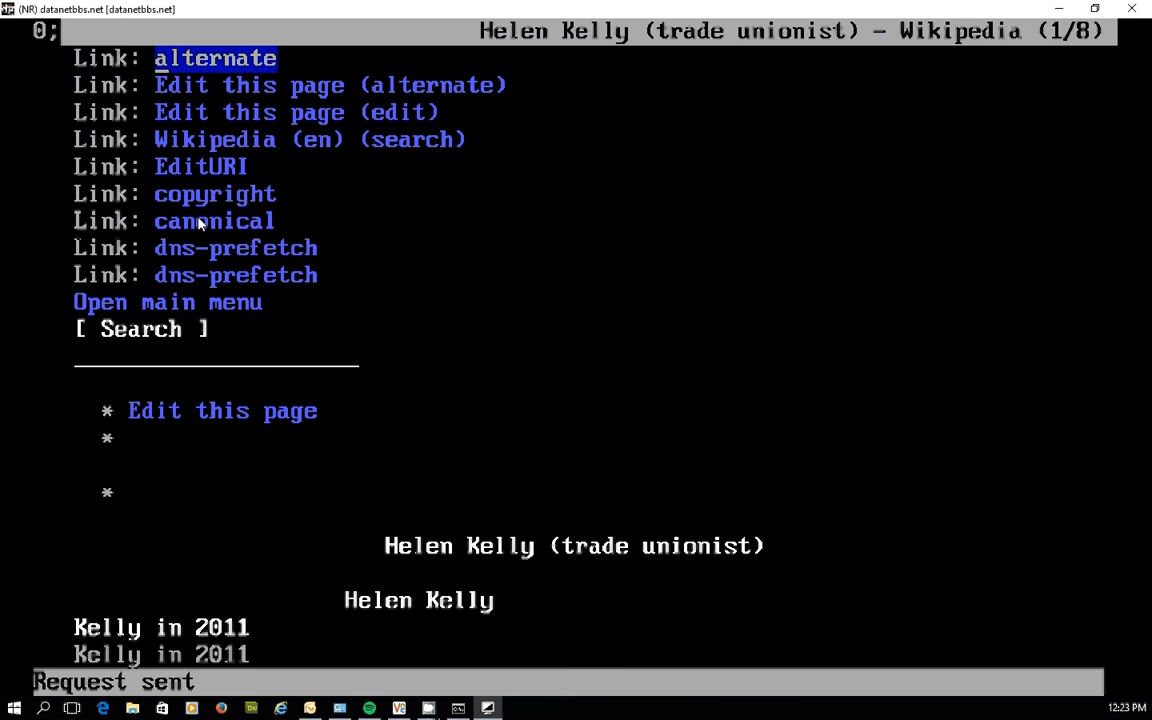 (NR) datanetbbs.net [datanetbbs.net]
0; Helen Kelly (trade unionist) - Wikipedia (1/8)
Link: alternate
Link: Edit this page (alternate)
Link: Edit this page (edit)
Link: Wikipedia (en) (search)
Link: EditURI
Link: copyright
Link: canonical
Link: dns-prefetch
Link: dns-prefetch
Open main menu
[ Search ]
* Edit this page
*
*
Helen Kelly (trade unionist)
Helen Kelly
Kelly in 2011
Kelly in 2011
Request sent
12:23 PM